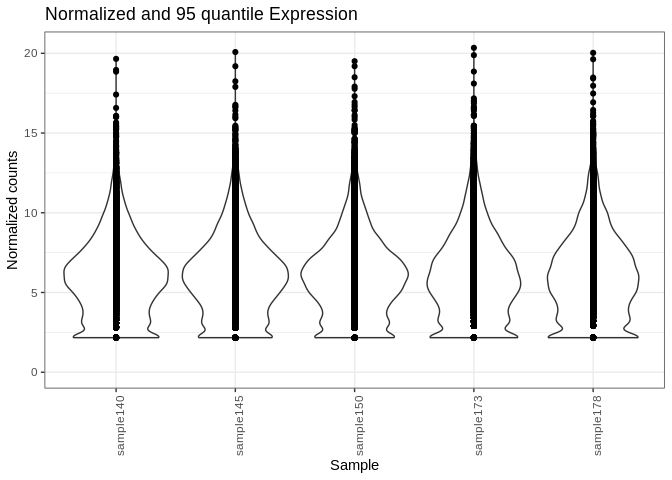 Normalized and 95 quantile Expression
Normalized counts
20
15
10
5
0
sample140
sample145
sample150
sample173
sample178
Sample